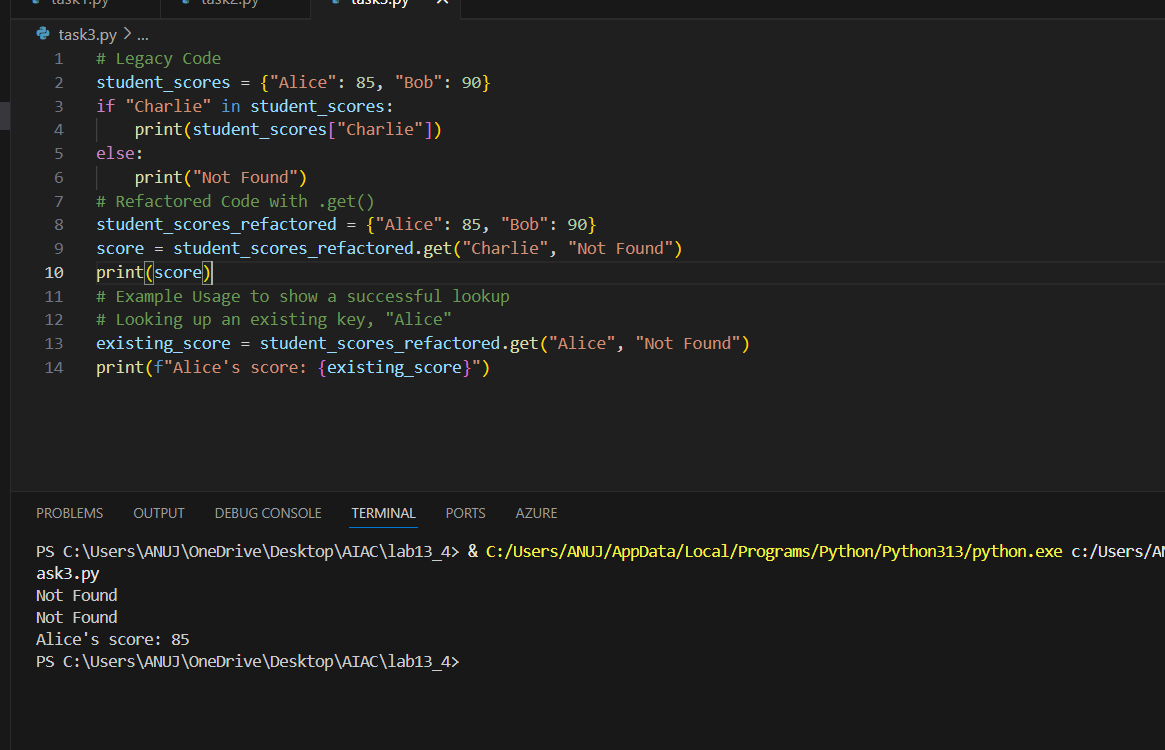 task1.py task2.py task3.py
task3.py > ...
1 # Legacy Code
2 student_scores = {"Alice": 85, "Bob": 90}
3 if "Charlie" in student_scores:
4     print(student_scores["Charlie"])
5 else:
6     print("Not Found")
7 # Refactored Code with .get()
8 student_scores_refactored = {"Alice": 85, "Bob": 90}
9 score = student_scores_refactored.get("Charlie", "Not Found")
10 print(score)
11 # Example Usage to show a successful lookup
12 # Looking up an existing key, "Alice"
13 existing_score = student_scores_refactored.get("Alice", "Not Found")
14 print(f"Alice's score: {existing_score}")
PROBLEMS OUTPUT DEBUG CONSOLE TERMINAL PORTS AZURE
PS C:\Users\ANUJ\OneDrive\Desktop\AIAC\lab13_4> & C:/Users/ANUJ/AppData/Local/Programs/Python/Python313/python.exe c:/Users/AN
ask3.py
Not Found
Not Found
Alice's score: 85
PS C:\Users\ANUJ\OneDrive\Desktop\AIAC\lab13_4>